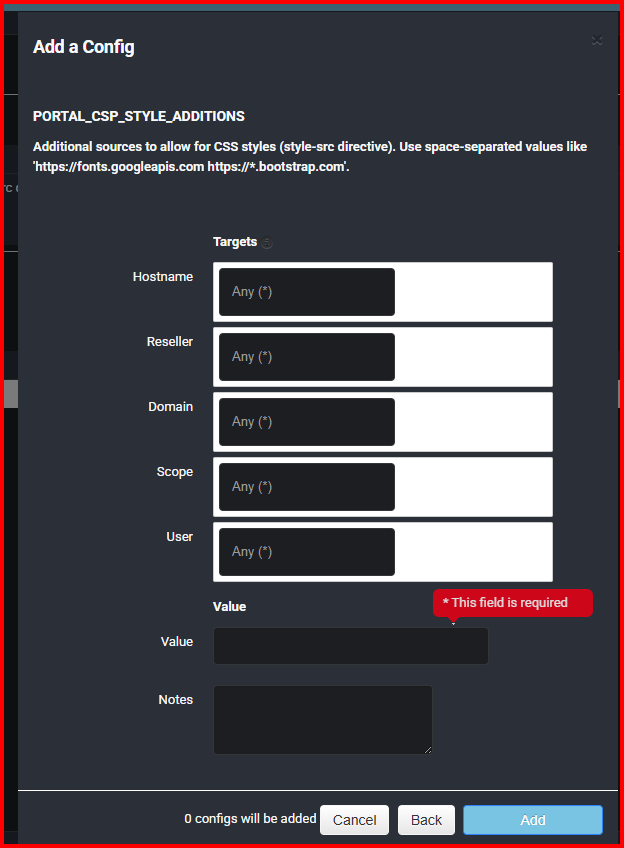 Add a Config
PORTAL_CSP_STYLE_ADDITIONS
Additional sources to allow for CSS styles (style-src directive). Use space-separated values like
'https://fonts.googleapis.com https://*.bootstrap.com'.
Targets
Hostname
Any (*)
Reseller
Any (*)
Domain
Any (*)
Scope
Any (*)
User
Any (*)
Value
* This field is required
Value
Notes
0 configs will be added
Cancel
Back
Add